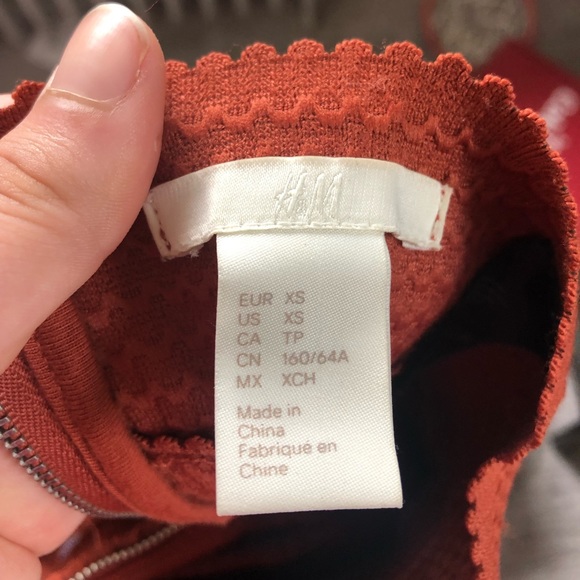 H&M
EUR XS
US XS
CA TP
CN 160/64A
MX XCH
Made in
China
Fabriqué en
Chine